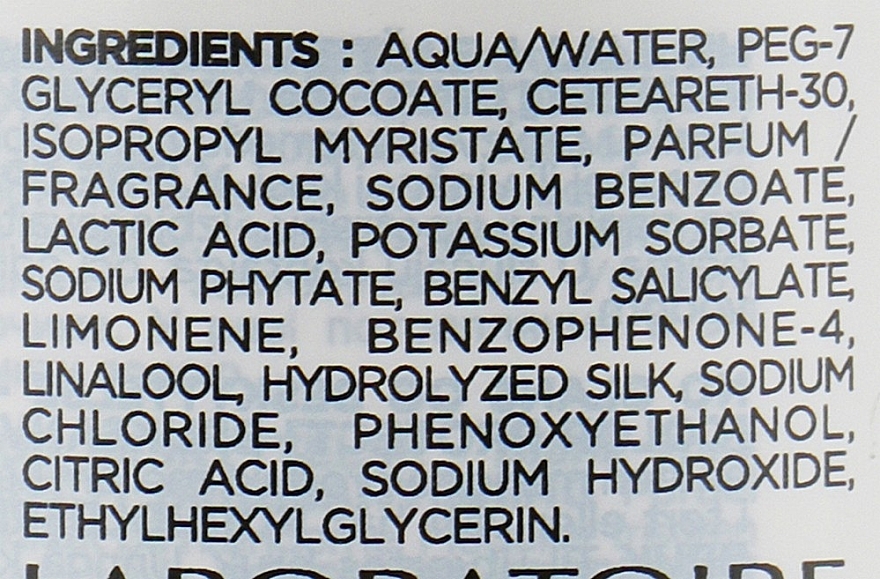 INGREDIENTS : AQUA/WATER, PEG-7
GLYCERYL COCOATE, CETEARETH-30,
ISOPROPYL MYRISTATE, PARFUM /
FRAGRANCE, SODIUM BENZOATE,
LACTIC ACID, POTASSIUM SORBATE,
SODIUM PHYTATE, BENZYL SALICYLATE,
LIMONENE, BENZOPHENONE-4,
LINALOOL, HYDROLYZED SILK, SODIUM
CHLORIDE, PHENOXYETHANOL,
CITRIC ACID, SODIUM HYDROXIDE,
ETHYLHEXYLGLYCERIN.